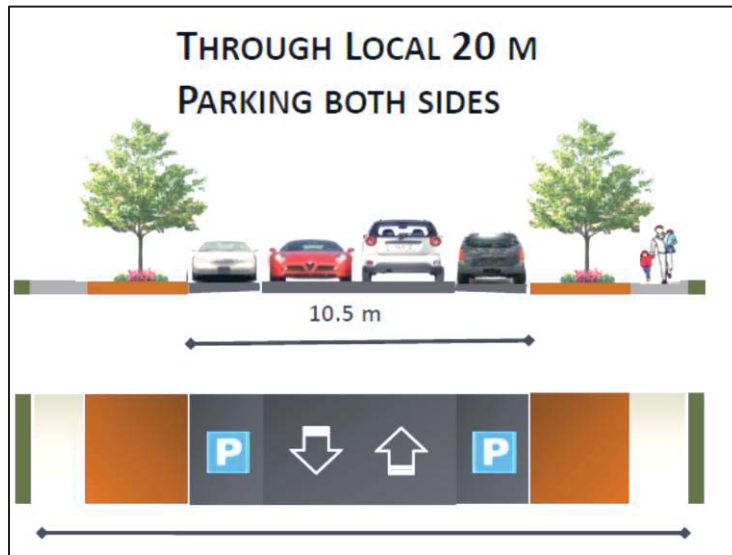 THROUGH LOCAL 20 M
PARKING BOTH SIDES
10.5 m
P
P